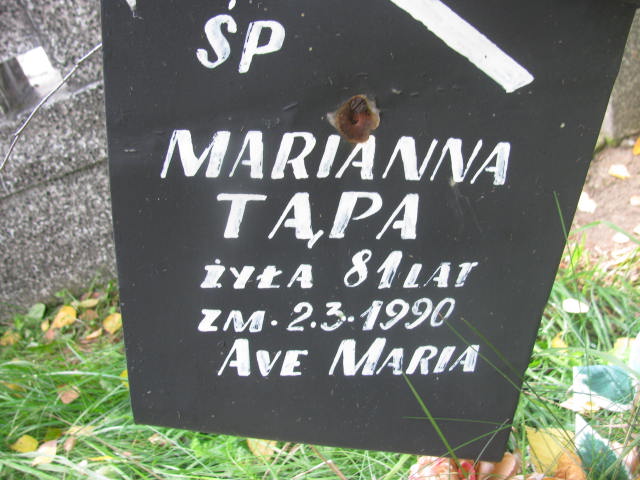 ŚP
MARIANNA
TĄPA
ŻYŁA 81 LAT
ZM. 2.3.1990
AVE MARIA